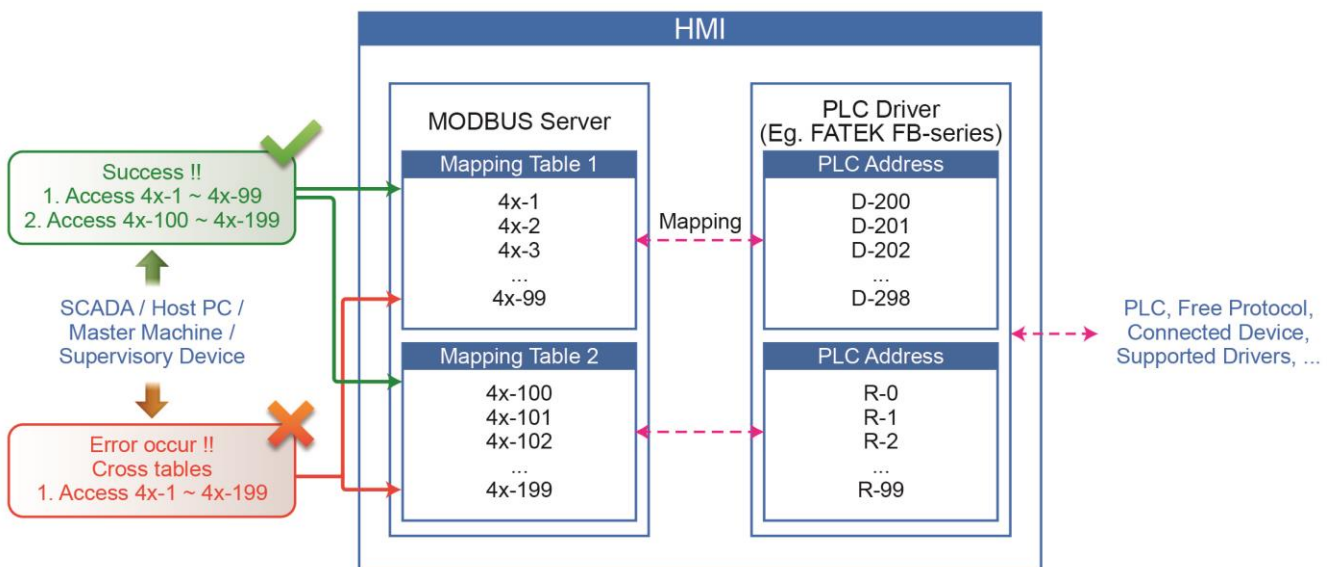 HMI
MODBUS Server
Mapping Table 1
4x-1
4x-2
4x-3
...
4x-99
Mapping Table 2
4x-100
4x-101
4x-102
...
4x-199
Mapping
PLC Driver
(Eg. FATEK FB-series)
PLC Address
D-200
D-201
D-202
...
D-298
PLC Address
R-0
R-1
R-2
...
R-99
Success !!
1. Access 4x-1 ~ 4x-99
2. Access 4x-100 ~ 4x-199
SCADA / Host PC /
Master Machine /
Supervisory Device
Error occur !!
Cross tables
1. Access 4x-1 ~ 4x-199
PLC, Free Protocol,
Connected Device,
Supported Drivers, ...